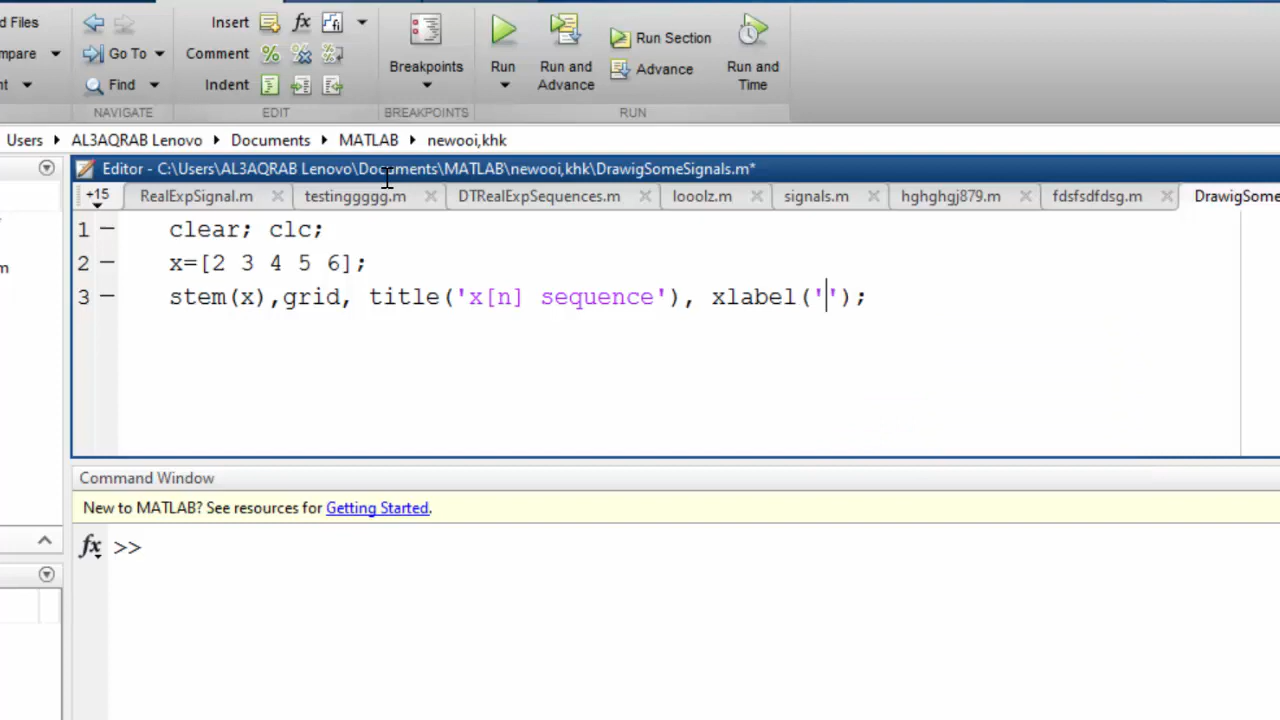 d Files
Insert
fx
Run Section
mpare
Go To
Comment
%
Breakpoints
Run
Run and
Advance
Advance
Run and
Time
nt
Find
Indent
NAVIGATE
EDIT
BREAKPOINTS
RUN
Users
AL3AQRAB Lenovo
Documents
MATLAB
newooi,khk
Editor - C:\Users\AL3AQRAB Lenovo\Documents\MATLAB\newooi,khk\DrawigSomeSignals.m*
+15
RealExpSignal.m
testinggggg.m
DTRealExpSequences.m
looolz.m
signals.m
hghghgj879.m
fdsfsdfdsg.m
DrawigSome
1 — clear; clc;
2 — x=[2 3 4 5 6];
3 — stem(x),grid, title('x[n] sequence'), xlabel('');
m
Command Window
New to MATLAB? See resources for Getting Started.
fx >>